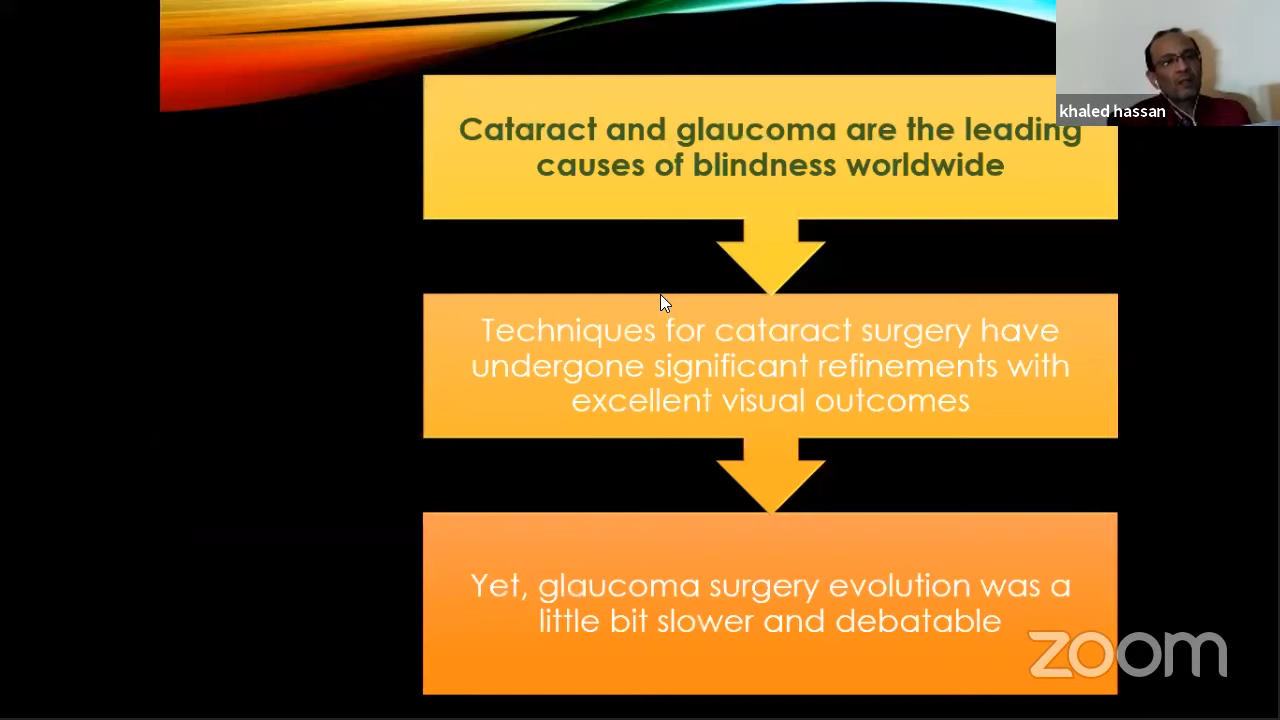 khaled hassan
Cataract and glaucoma are the leading
causes of blindness worldwide
Techniques for cataract surgery have
undergone significant refinements with
excellent visual outcomes
Yet, glaucoma surgery evolution was a
little bit slower and debatable
zoom